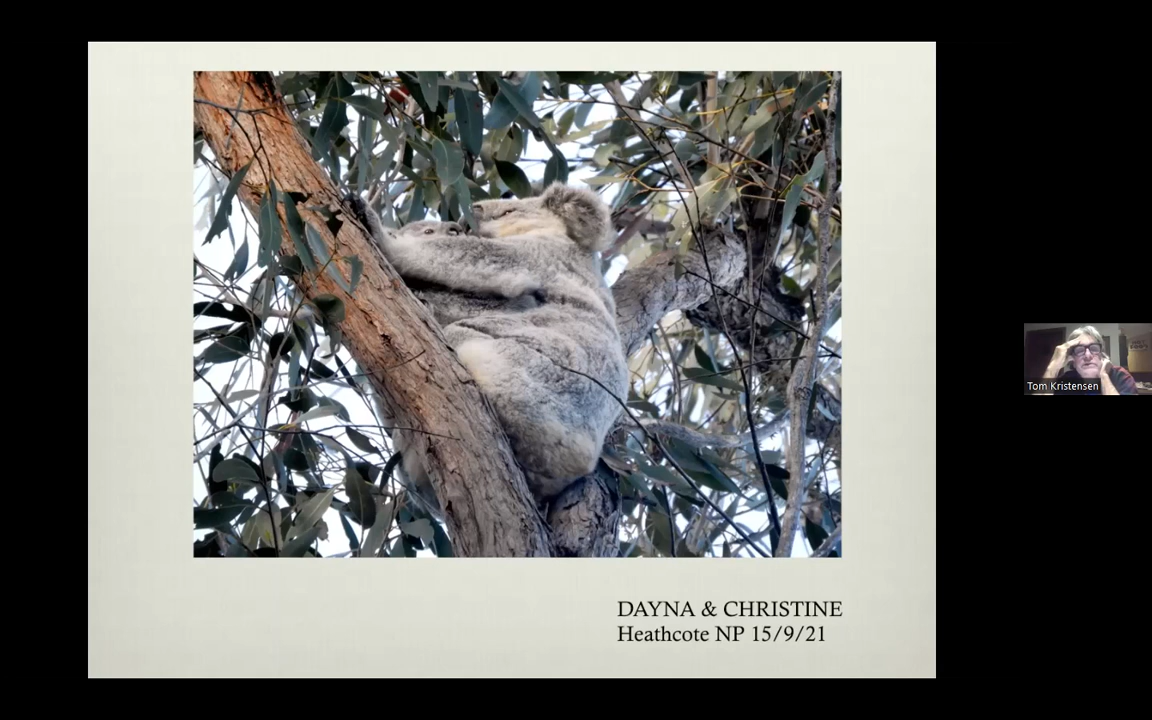 DAYNA & CHRISTINE
Heathcote NP 15/9/21
Tom Kristensen